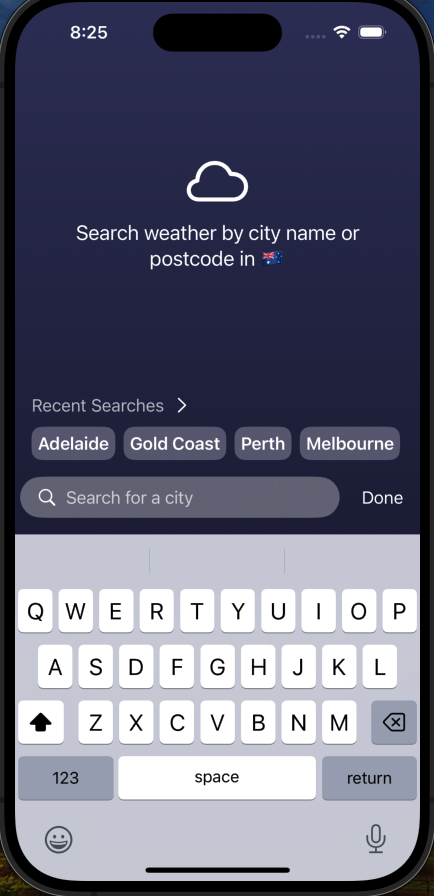 8:25
Search weather by city name or
postcode in 🇦🇺
Recent Searches >
Adelaide Gold Coast Perth Melbourne
Search for a city Done
Q W E R T Y U I O P
A S D F G H J K L
Z X C V B N M
123 space return